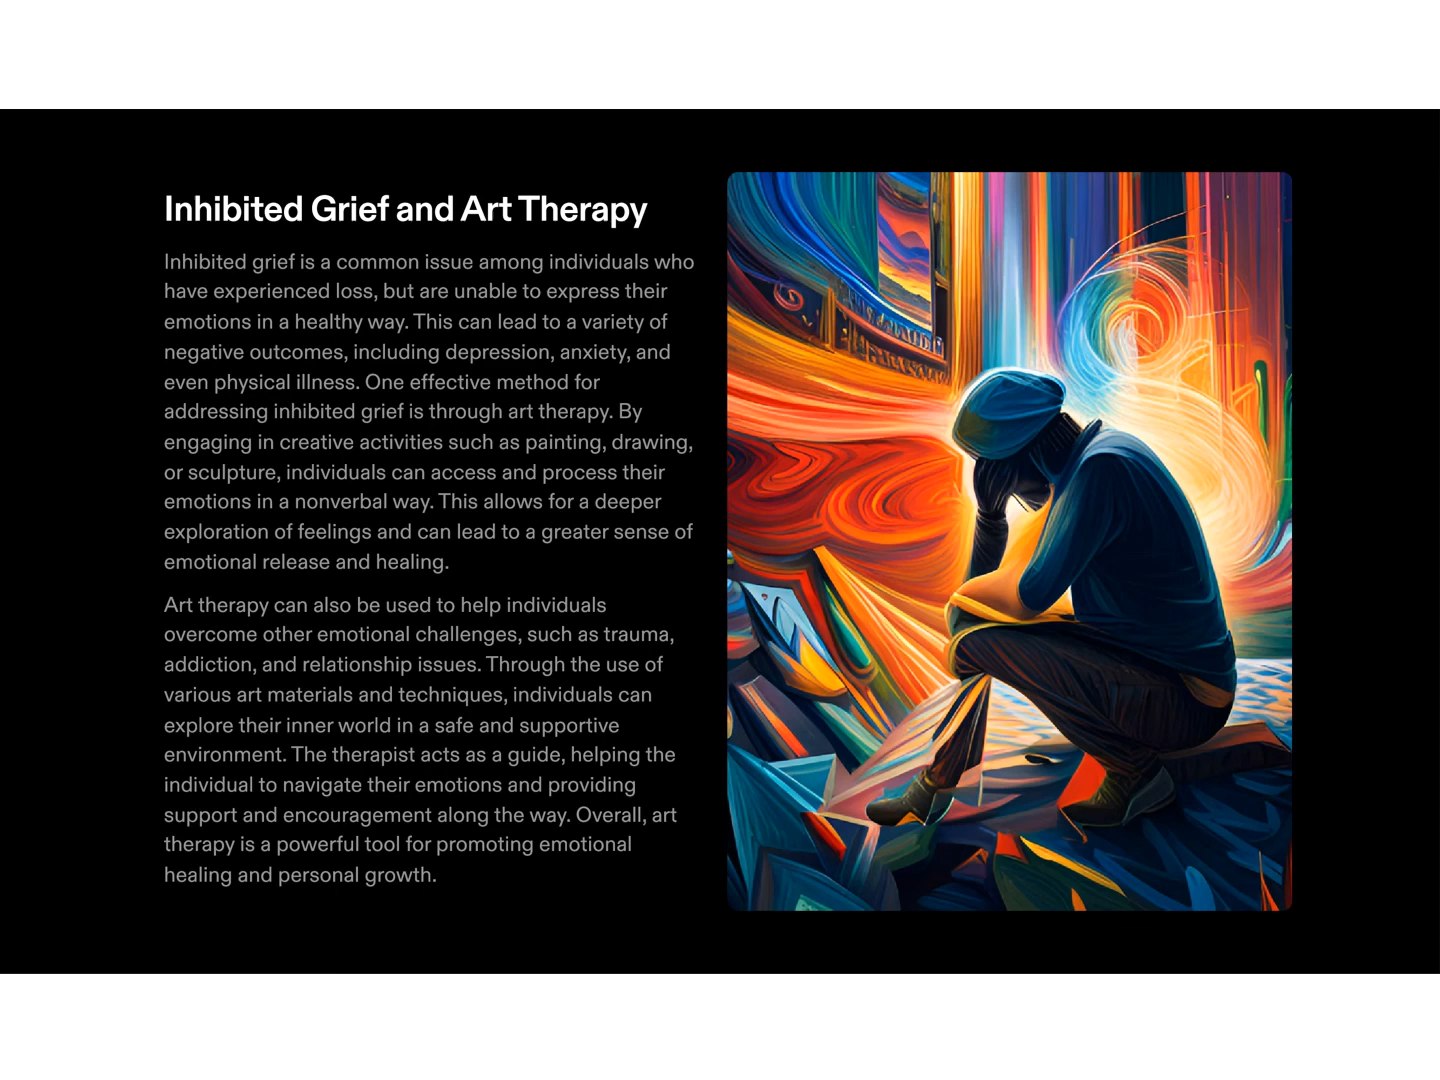 Inhibited Grief and Art Therapy
Inhibited grief is a common issue among individuals who
have experienced loss, but are unable to express their
emotions in a healthy way. This can lead to a variety of
negative outcomes, including depression, anxiety, and
even physical illness. One effective method for
addressing inhibited grief is through art therapy. By
engaging in creative activities such as painting, drawing,
or sculpture, individuals can access and process their
emotions in a nonverbal way. This allows for a deeper
exploration of feelings and can lead to a greater sense of
emotional release and healing.
Art therapy can also be used to help individuals
overcome other emotional challenges, such as trauma,
addiction, and relationship issues. Through the use of
various art materials and techniques, individuals can
explore their inner world in a safe and supportive
environment. The therapist acts as a guide, helping the
individual to navigate their emotions and providing
support and encouragement along the way. Overall, art
therapy is a powerful tool for promoting emotional
healing and personal growth.